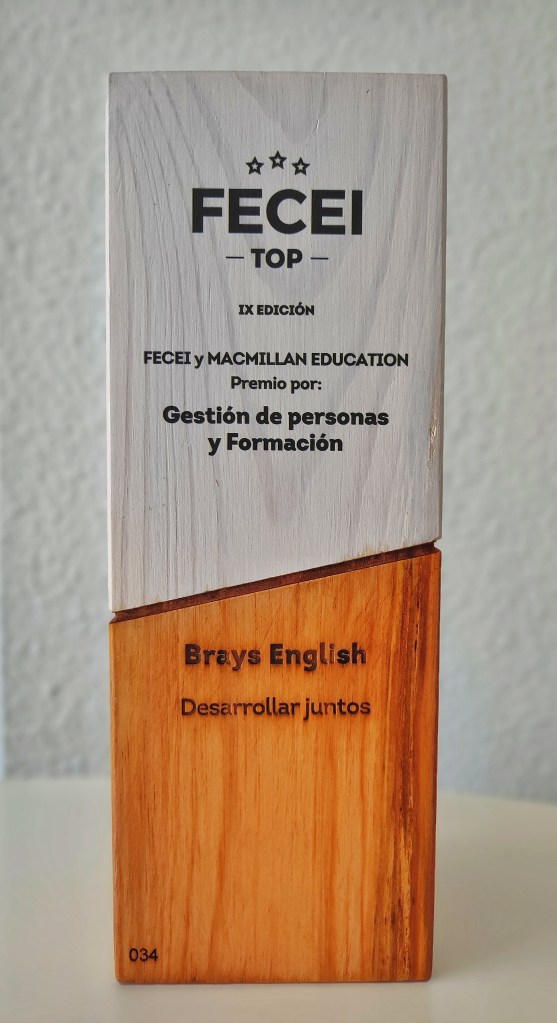 FECEI
— TOP —
IX EDICIÓN
FECEI y MACMILLAN EDUCATION
Premio por:
Gestión de personas
y Formación
Brays English
Desarrollar juntos
034